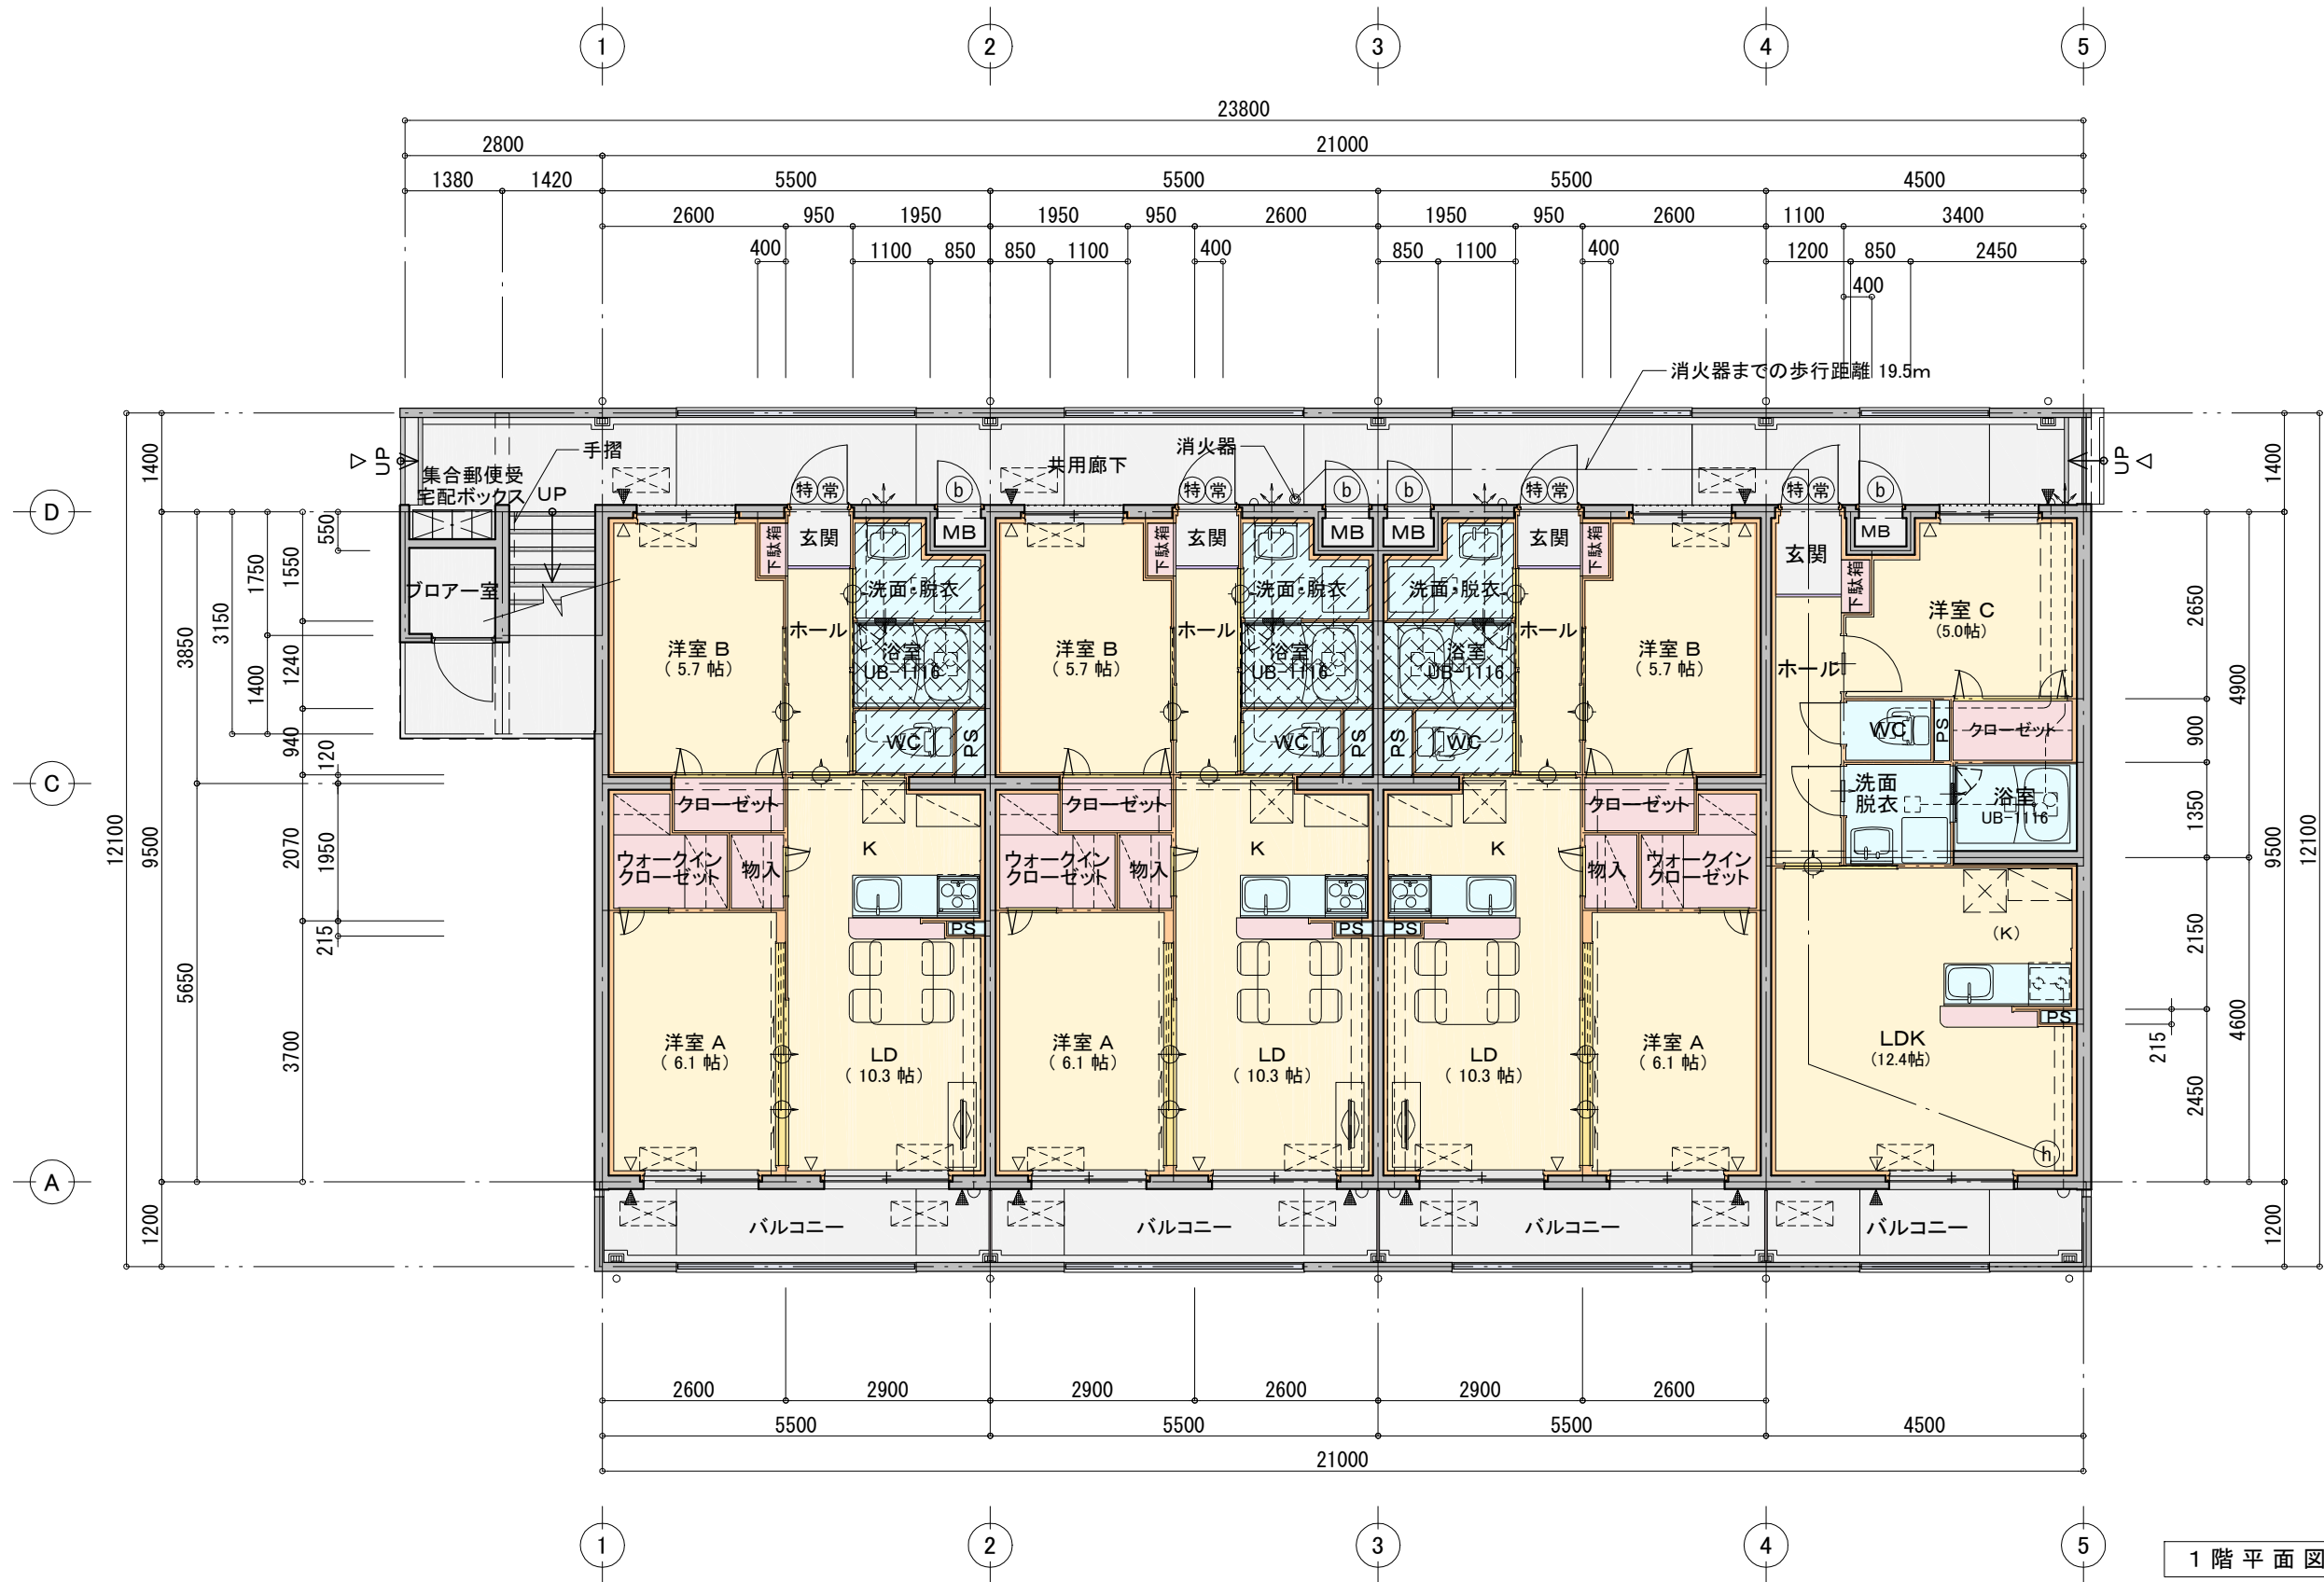 1 2 3 4 5
23800
2800 21000
1380 1420 5500 5500 5500 4500
2600 950 1950 1950 950 2600 1950 950 2600 1100 3400
400 1100 850 850 1100 400 850 1100 400 1200 850 2450
400
消火器までの歩行距離 19.5m
手摺
消火器
共用廊下
UP
集合郵便受
宅配ボックス
UP
UP
特 常 b 特 常 b b 特 常 特 常 b
D
MB MB MB MB
玄関 玄関 玄関 玄関
下駄箱 下駄箱 下駄箱 下駄箱
ブロアー室
洗面・脱衣 洗面・脱衣 洗面・脱衣
洋室 C
(5.0帖)
ホール ホール ホール ホール
洋室 B 洋室 B 洋室 B
( 5.7 帖) ( 5.7 帖) ( 5.7 帖)
浴室 浴室 浴室
UB-1116 UB-1116 UB-1116
WC PS WC PS PS WC WC PS クローゼット
C
クローゼット クローゼット クローゼット
洗面
脱衣
浴室
UB-1116
K K K
ウォークイン
クローゼット
物入
ウォークイン
クローゼット
物入
物入
ウォークイン
クローゼット
PS PS PS
(K)
PS
洋室 A LD 洋室 A LD LD 洋室 A LDK
( 6.1 帖) ( 10.3 帖) ( 6.1 帖) ( 10.3 帖) ( 10.3 帖) ( 6.1 帖) (12.4帖)
h
A
バルコニー バルコニー バルコニー バルコニー
12100
1400 9500 1200
3850 5650
3150
1750 1400
1550 1240 940 2070 3700
550 120 1950 215
215
2650 900 1350 2150 2450
4900 4600
1400 9500 1200
12100
2600 2900 2900 2600 2900 2600
5500 5500 5500 4500
21000
1 2 3 4 5
1 階 平 面 図